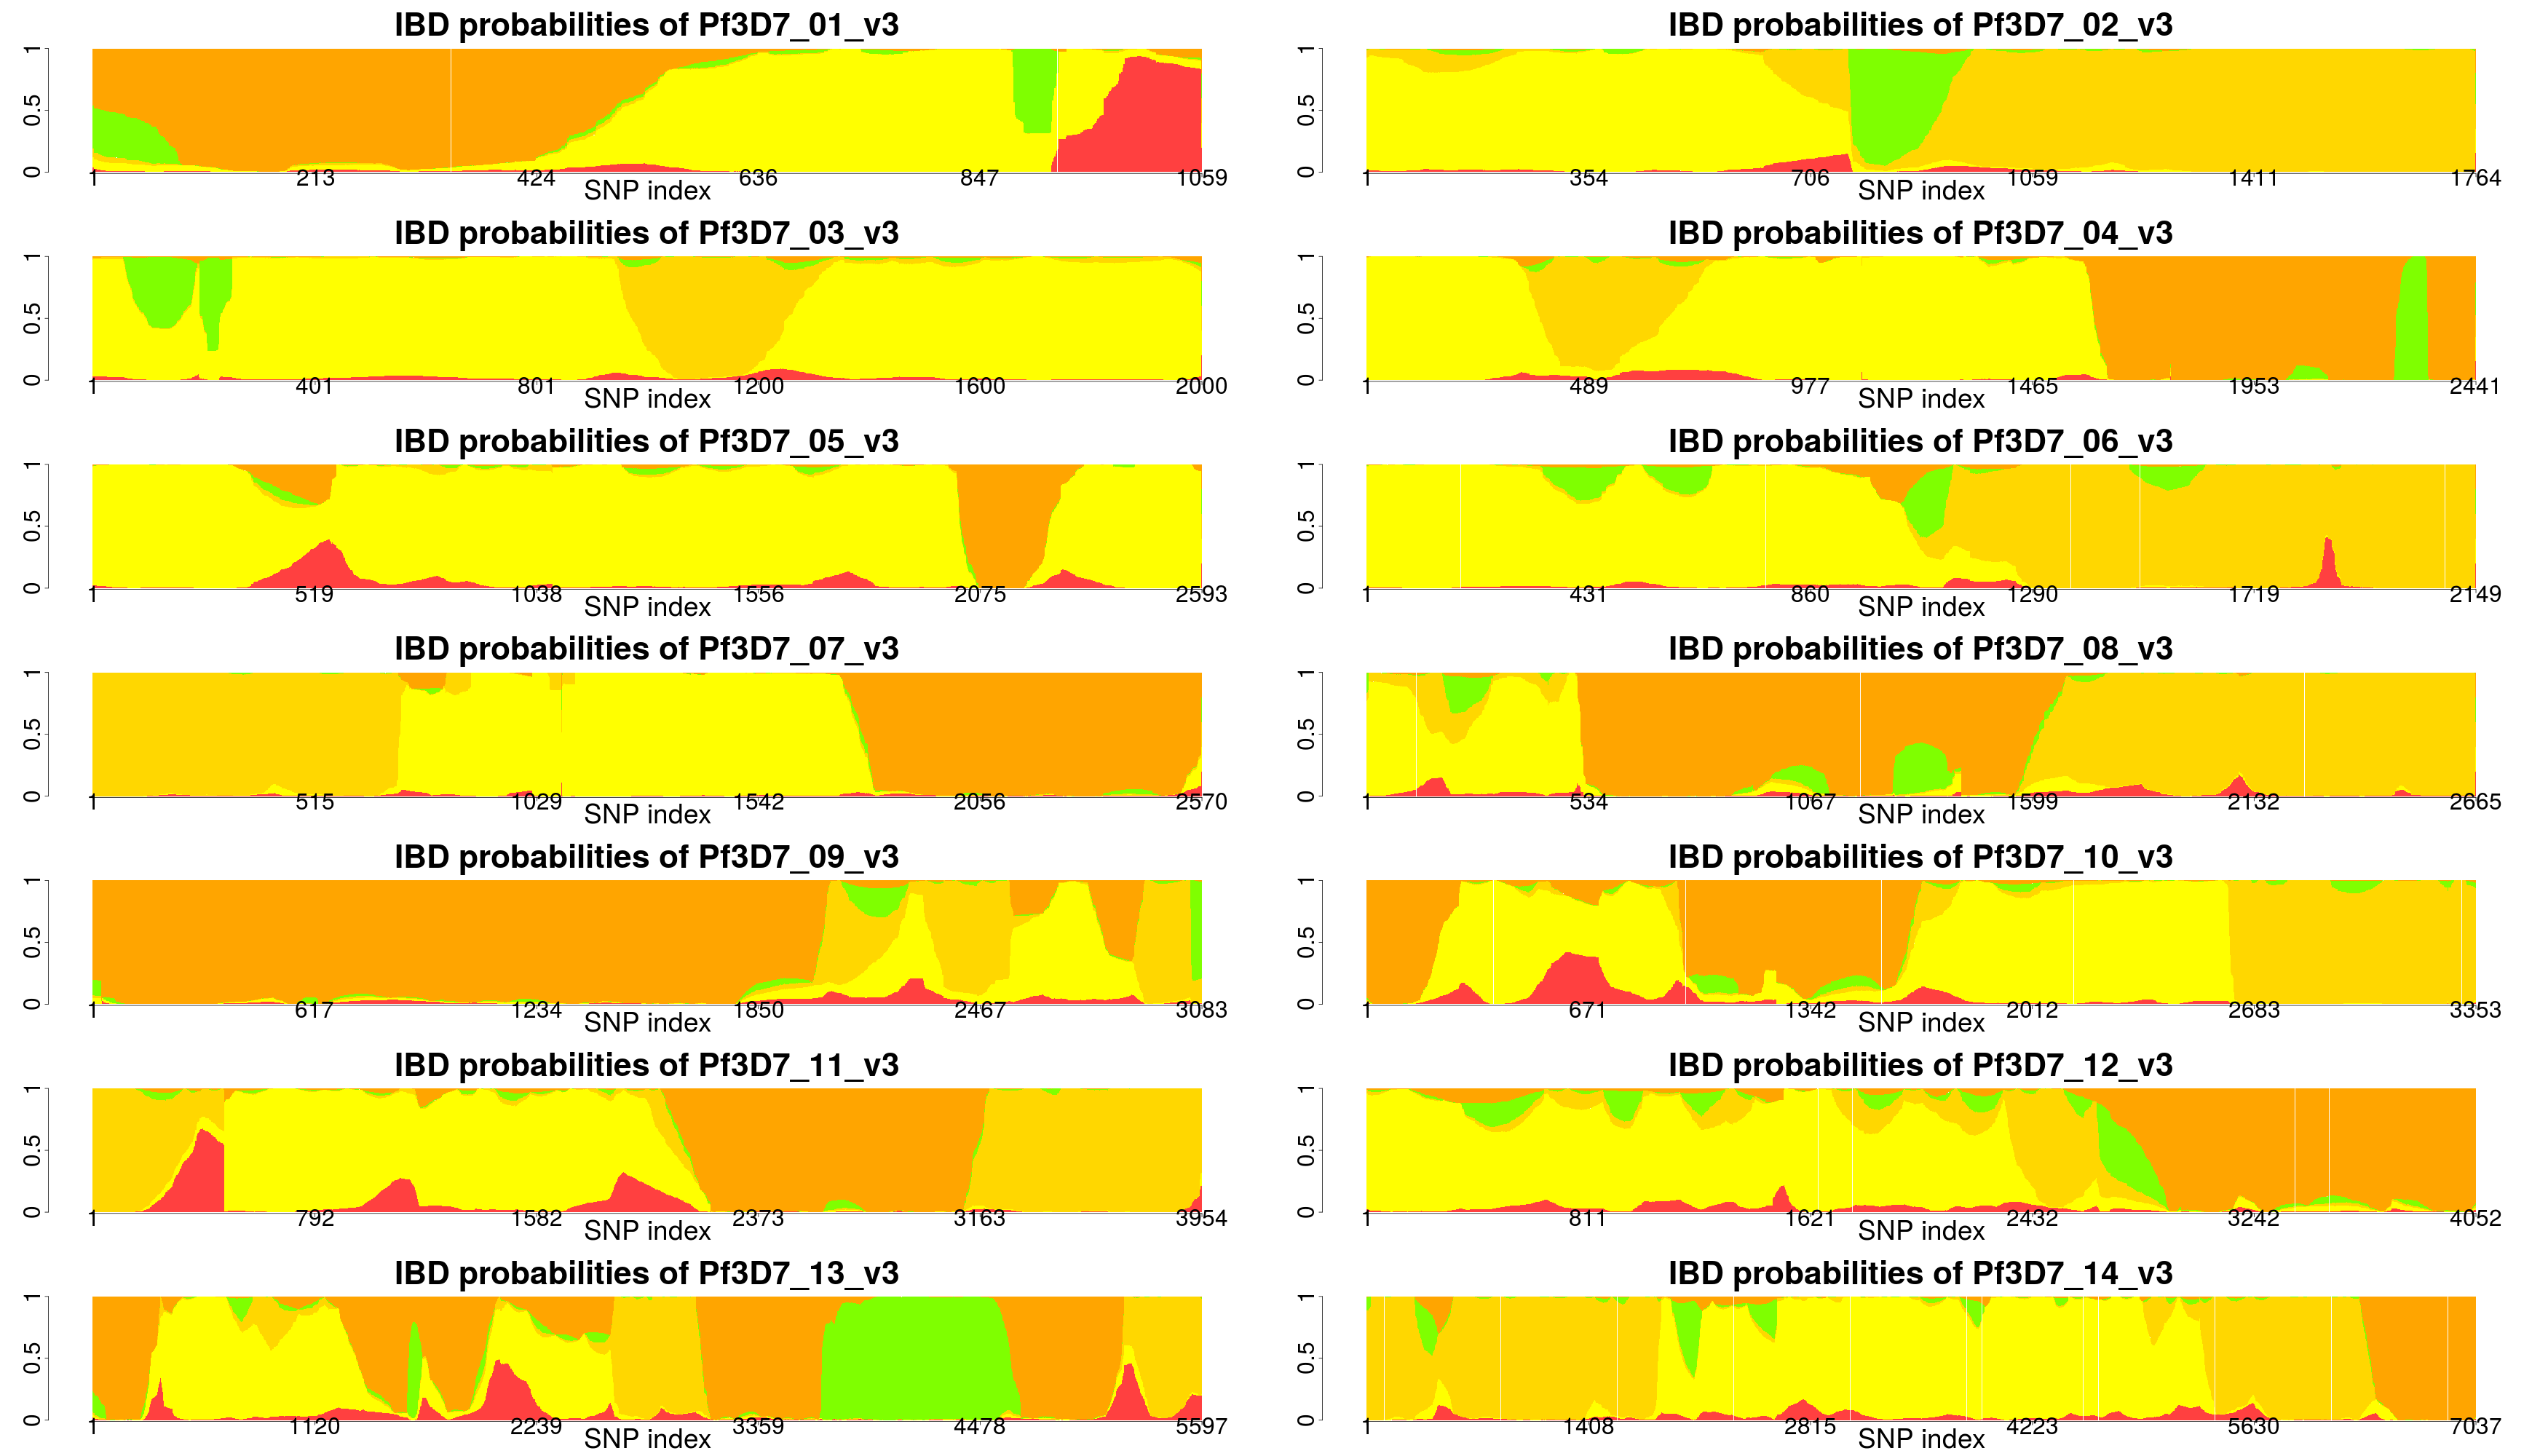 IBD probabilities of Pf3D7_01_v3
0 0.5 1
1 213 424 636 847 1059
SNP index
IBD probabilities of Pf3D7_02_v3
0 0.5 1
1 354 706 1059 1411 1764
SNP index
IBD probabilities of Pf3D7_03_v3
0 0.5 1
1 401 801 1200 1600 2000
SNP index
IBD probabilities of Pf3D7_04_v3
0 0.5 1
1 489 977 1465 1953 2441
SNP index
IBD probabilities of Pf3D7_05_v3
0 0.5 1
1 519 1038 1556 2075 2593
SNP index
IBD probabilities of Pf3D7_06_v3
0 0.5 1
1 431 860 1290 1719 2149
SNP index
IBD probabilities of Pf3D7_07_v3
0 0.5 1
1 515 1029 1542 2056 2570
SNP index
IBD probabilities of Pf3D7_08_v3
0 0.5 1
1 534 1067 1599 2132 2665
SNP index
IBD probabilities of Pf3D7_09_v3
0 0.5 1
1 617 1234 1850 2467 3083
SNP index
IBD probabilities of Pf3D7_10_v3
0 0.5 1
1 671 1342 2012 2683 3353
SNP index
IBD probabilities of Pf3D7_11_v3
0 0.5 1
1 792 1582 2373 3163 3954
SNP index
IBD probabilities of Pf3D7_12_v3
0 0.5 1
1 811 1621 2432 3242 4052
SNP index
IBD probabilities of Pf3D7_13_v3
0 0.5 1
1 1120 2239 3359 4478 5597
SNP index
IBD probabilities of Pf3D7_14_v3
0 0.5 1
1 1408 2815 4223 5630 7037
SNP index